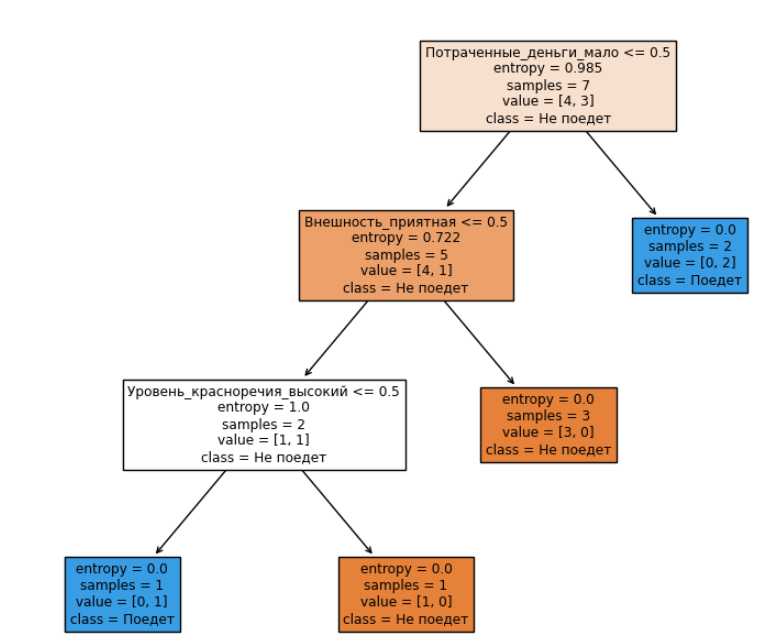 Потраченные_деньги_мало <= 0.5
entropy = 0.985
samples = 7
value = [4, 3]
class = Не поедет
Внешность_приятная <= 0.5
entropy = 0.722
samples = 5
value = [4, 1]
class = Не поедет
entropy = 0.0
samples = 2
value = [0, 2]
class = Поедет
Уровень_красноречия_высокий <= 0.5
entropy = 1.0
samples = 2
value = [1, 1]
class = Не поедет
entropy = 0.0
samples = 3
value = [3, 0]
class = Не поедет
entropy = 0.0
samples = 1
value = [0, 1]
class = Поедет
entropy = 0.0
samples = 1
value = [1, 0]
class = Не поедет